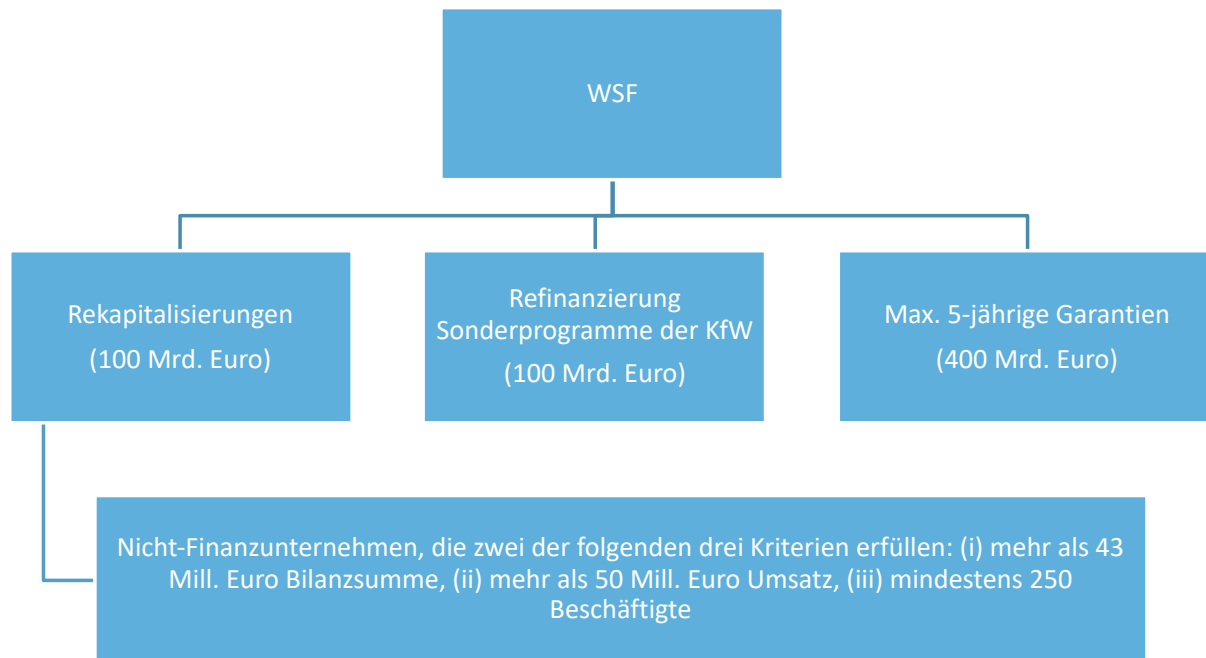 WSF
Rekapitalisierungen
(100 Mrd. Euro)
Refinanzierung
Sonderprogramme der KfW
(100 Mrd. Euro)
Max. 5-jährige Garantien
(400 Mrd. Euro)
Nicht-Finanzunternehmen, die zwei der folgenden drei Kriterien erfüllen: (i) mehr als 43
Mill. Euro Bilanzsumme, (ii) mehr als 50 Mill. Euro Umsatz, (iii) mindestens 250
Beschäftigte